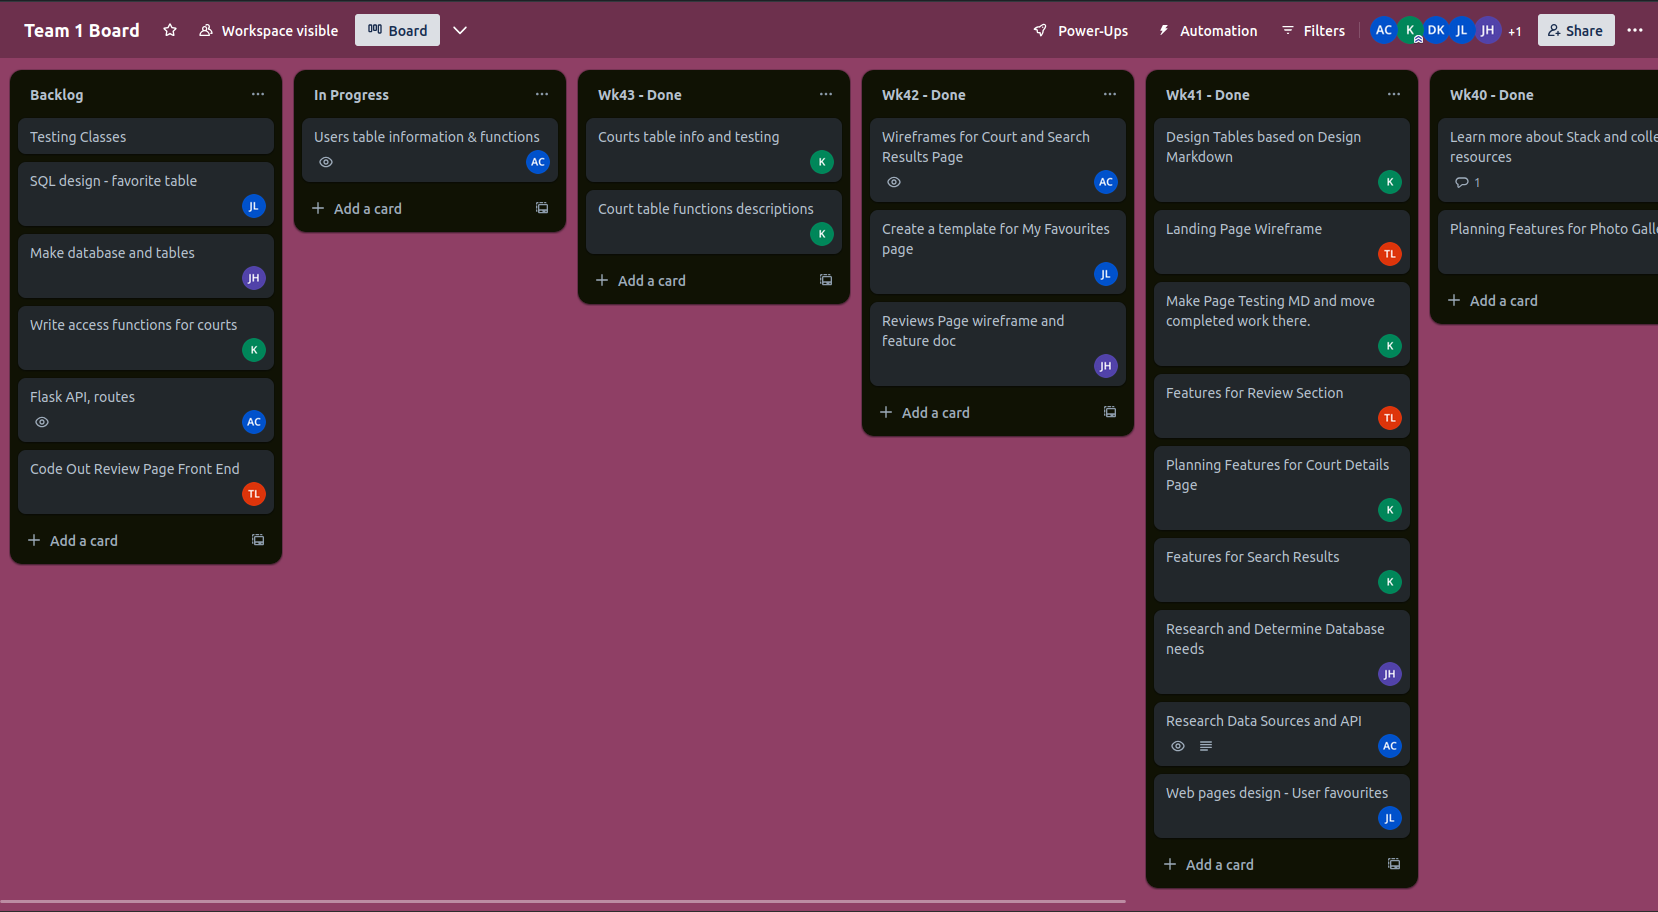 Team 1 Board
Workspace visible
Board
Power-Ups
Automation
Filters
AC
K
DK
JL
JH
+1
Share
Backlog
Testing Classes
SQL design - favorite table
JL
Make database and tables
JH
Write access functions for courts
K
Flask API, routes
AC
Code Out Review Page Front End
TL
+ Add a card
In Progress
Users table information & functions
AC
+ Add a card
Wk43 - Done
Courts table info and testing
K
Court table functions descriptions
K
+ Add a card
Wk42 - Done
Wireframes for Court and Search
Results Page
AC
Create a template for My Favourites
page
JL
Reviews Page wireframe and
feature doc
JH
+ Add a card
Wk41 - Done
Design Tables based on Design
Markdown
K
Landing Page Wireframe
TL
Make Page Testing MD and move
completed work there.
K
Features for Review Section
TL
Planning Features for Court Details
Page
K
Features for Search Results
K
Research and Determine Database
needs
JH
Research Data Sources and API
AC
Web pages design - User favourites
JL
+ Add a card
Wk40 - Done
Learn more about Stack and colle
resources
1
Planning Features for Photo Galle
+ Add a card